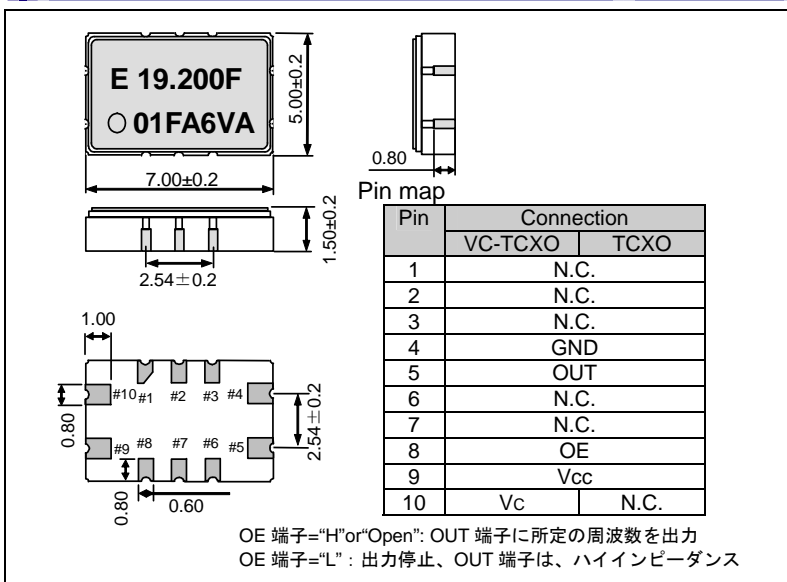 E 19.200F
○ 01FA6VA
5.00±0.2
7.00±0.2
0.80
1.50±0.2
2.54±0.2
Pin map
Pin Connection
VC-TCXO TCXO
1 N.C.
2 N.C.
3 N.C.
4 GND
5 OUT
6 N.C.
7 N.C.
8 OE
9 Vcc
10 Vc N.C.
1.00
#10 #1 #2 #3 #4
0.80
2.54±0.2
#9 #8 #7 #6 #5
0.80
0.60
OE 端子="H"or"Open": OUT 端子に所定の周波数を出力
OE 端子="L"：出力停止、OUT 端子は、ハイインピーダンス